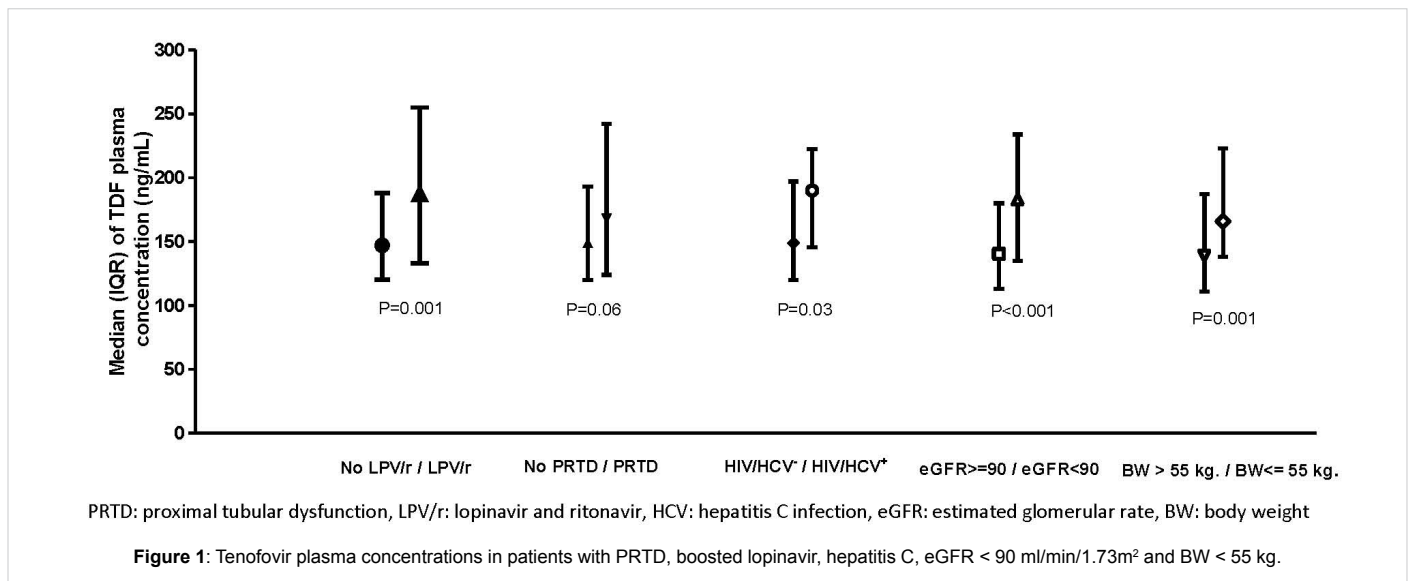 Median (IQR) of TDF plasma
concentration (ng/mL)
300
250
200
150
100
50
0
P=0.001
P=0.06
P=0.03
P<0.001
P=0.001
No LPV/r / LPV/r
No PRTD / PRTD
HIV/HCV⁻ / HIV/HCV⁺
eGFR>=90 / eGFR<90
BW > 55 kg. / BW<= 55 kg.
PRTD: proximal tubular dysfunction, LPV/r: lopinavir and ritonavir, HCV: hepatitis C infection, eGFR: estimated glomerular rate, BW: body weight
Figure 1: Tenofovir plasma concentrations in patients with PRTD, boosted lopinavir, hepatitis C, eGFR < 90 ml/min/1.73m² and BW < 55 kg.